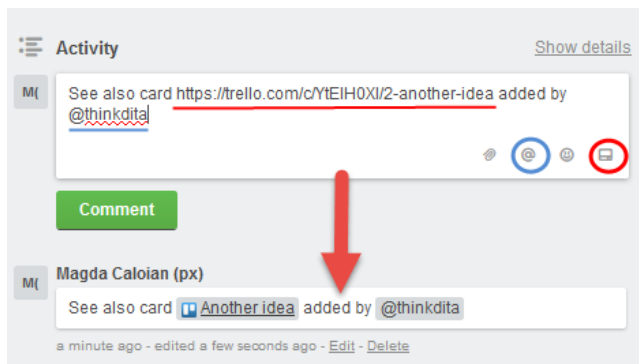 Activity
Show details
M(
See also card https://trello.com/c/YtEIH0XI/2-another-idea added by
@thinkdita
@
Comment
M(
Magda Caloian (px)
See also card Another idea added by @thinkdita
a minute ago - edited a few seconds ago - Edit - Delete